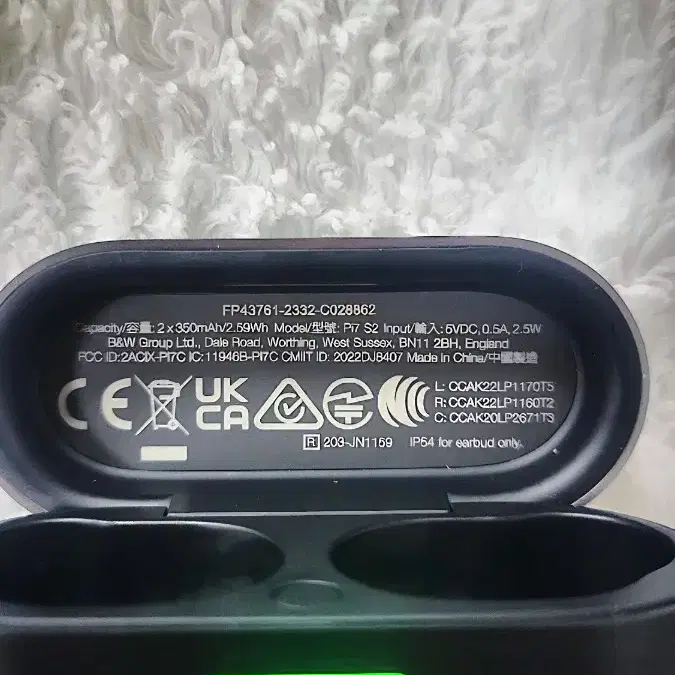 FP43761-2332-C028862
Capacity/容量: 2 x 350mAh/2.59Wh Model/型號: Pi7 S2 Input/輸入: 5VDC, 0.5A, 2.5W
B&W Group Ltd., Dale Road, Worthing, West Sussex, BN11 2BH, England
FCC ID:2ACIX-PI7C IC: 11946B-PI7C CMIIT ID: 2022DJ8407 Made in China/中國製造
CE UK CA
L: CCAK22LP1170T5
R: CCAK22LP1160T2
C: CCAK20LP2671T3
R 203-JN1159 IP54 for earbud only.